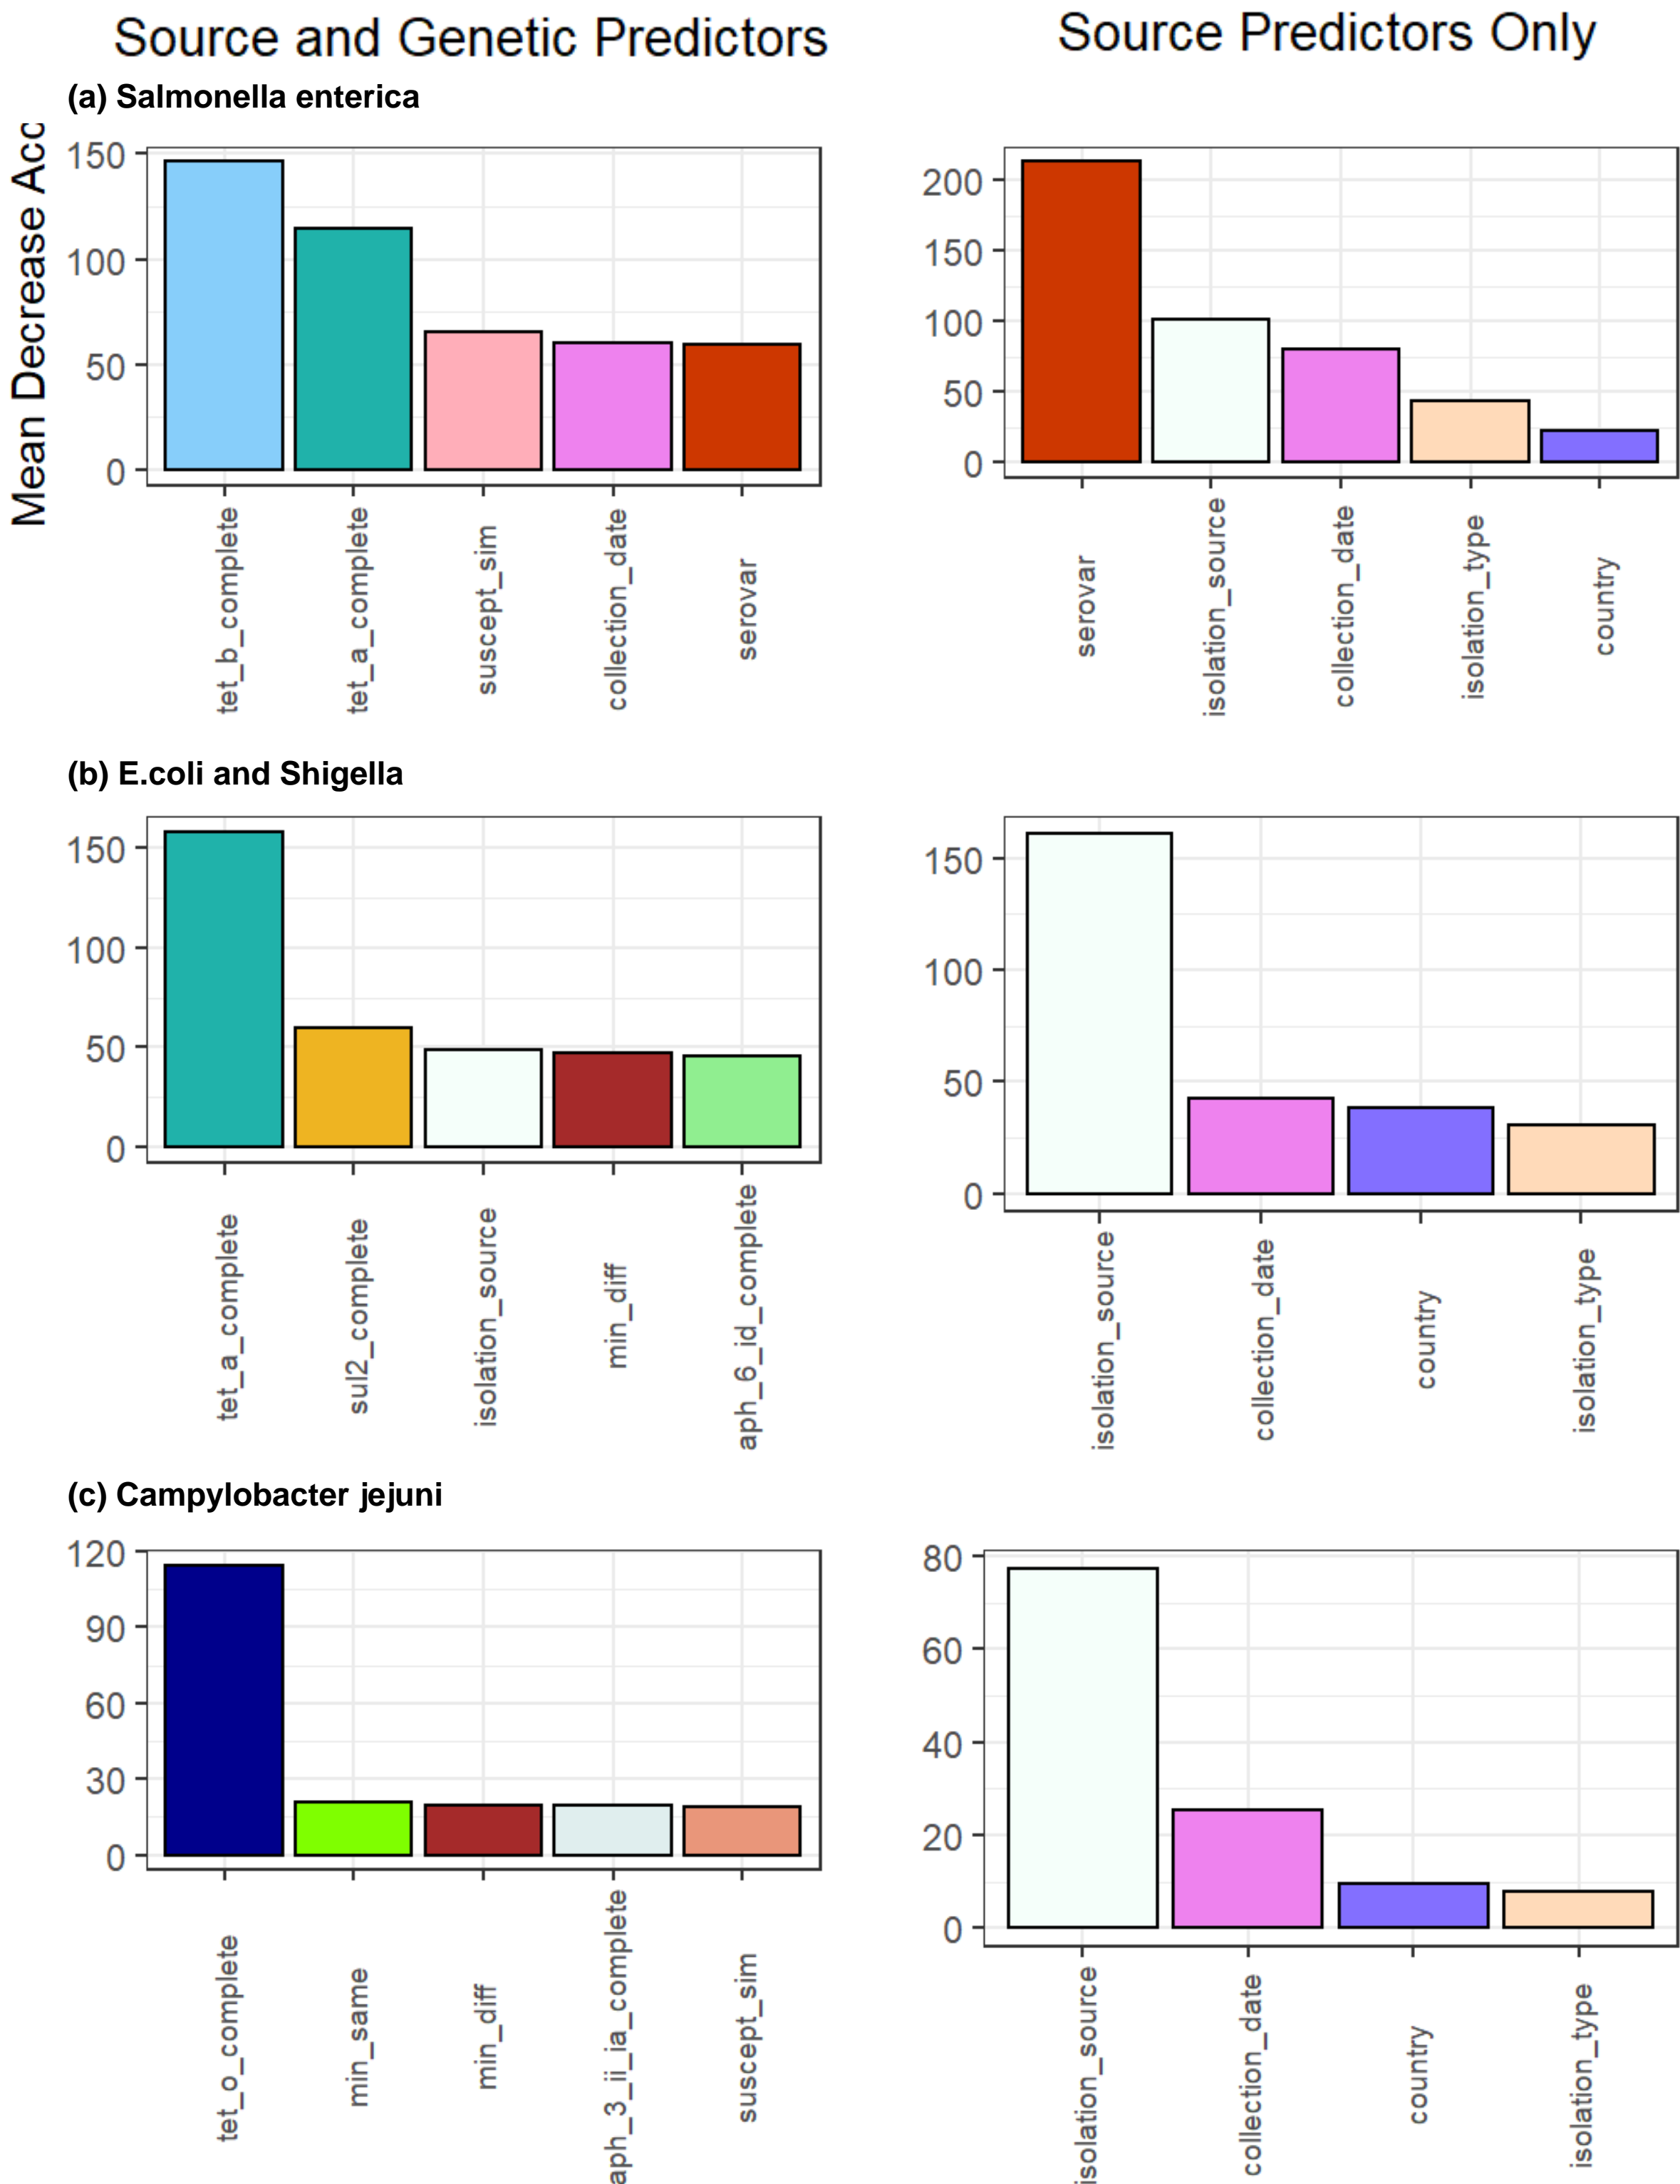 Source and Genetic Predictors
Source Predictors Only
(a) Salmonella enterica
Mean Decrease Acc
150
100
50
0
tet_b_complete
tet_a_complete
suscept_sim
collection_date
serovar
200
150
100
50
0
serovar
isolation_source
collection_date
isolation_type
country
(b) E.coli and Shigella
150
100
50
0
tet_a_complete
sul2_complete
isolation_source
min_diff
aph_6_id_complete
150
100
50
0
isolation_source
collection_date
country
isolation_type
(c) Campylobacter jejuni
120
90
60
30
0
tet_o_complete
min_same
min_diff
aph_3_ii_ia_complete
suscept_sim
80
60
40
20
0
isolation_source
collection_date
country
isolation_type